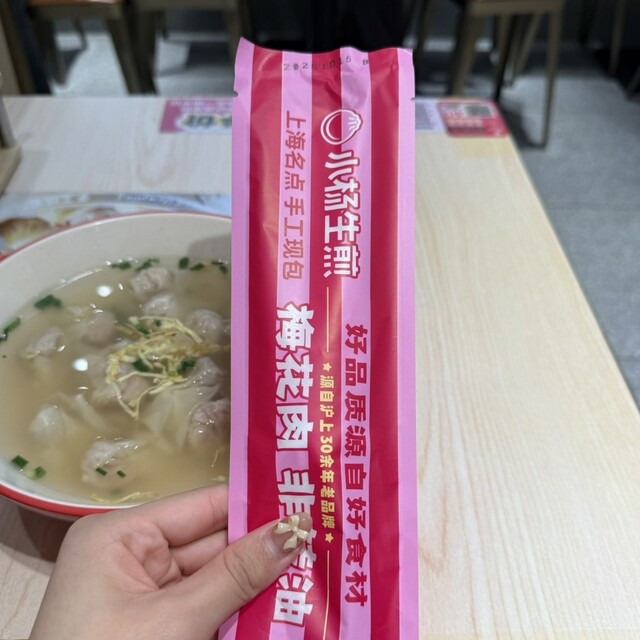 小杨生煎
上海名点 手工现包
好品质源自好食材
★源自沪上30余年老品牌★
梅花肉 非
油